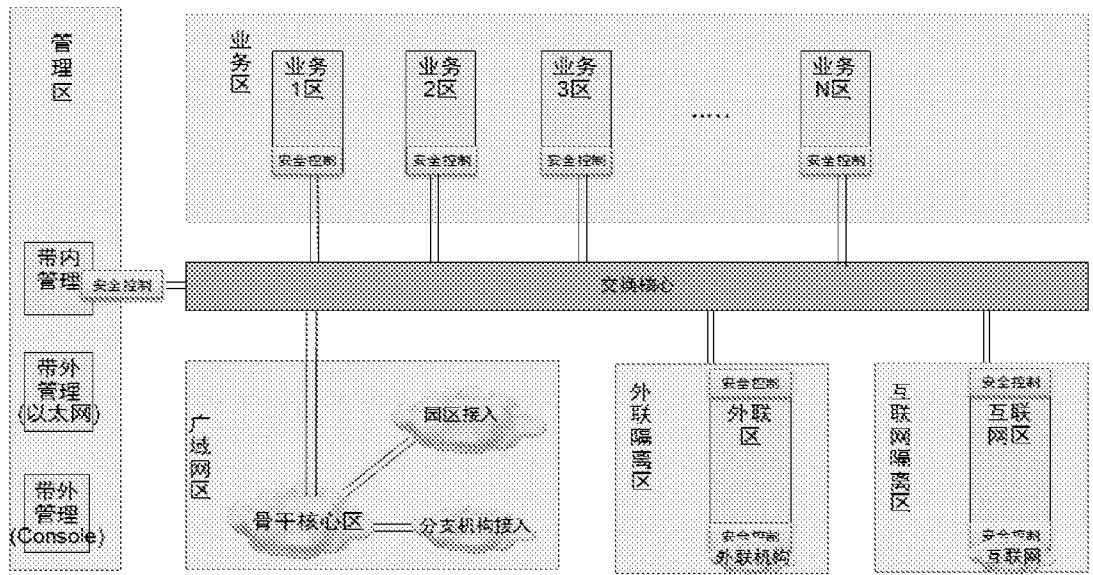 管理区
业务区
业务
1区
安全控制
业务
2区
安全控制
业务
3区
安全控制
.....
业务
N区
安全控制
带内
管理
安全控制
交换核心
带外
管理
(以太网)
带外
管理
(Console)
广域网区
园区接入
骨干核心区
分支机构接入
外联隔离区
安全控制
外联
区
安全控制
外联机构
互联网隔离区
安全控制
互联
网区
安全控制
互联网